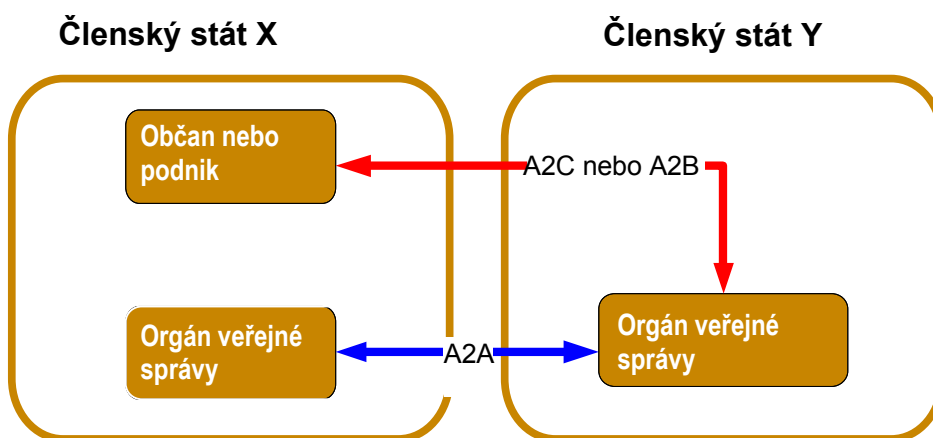 Členský stát X
Členský stát Y
Občan nebo
podnik
A2C nebo A2B
Orgán veřejné
správy
A2A
Orgán veřejné
správy